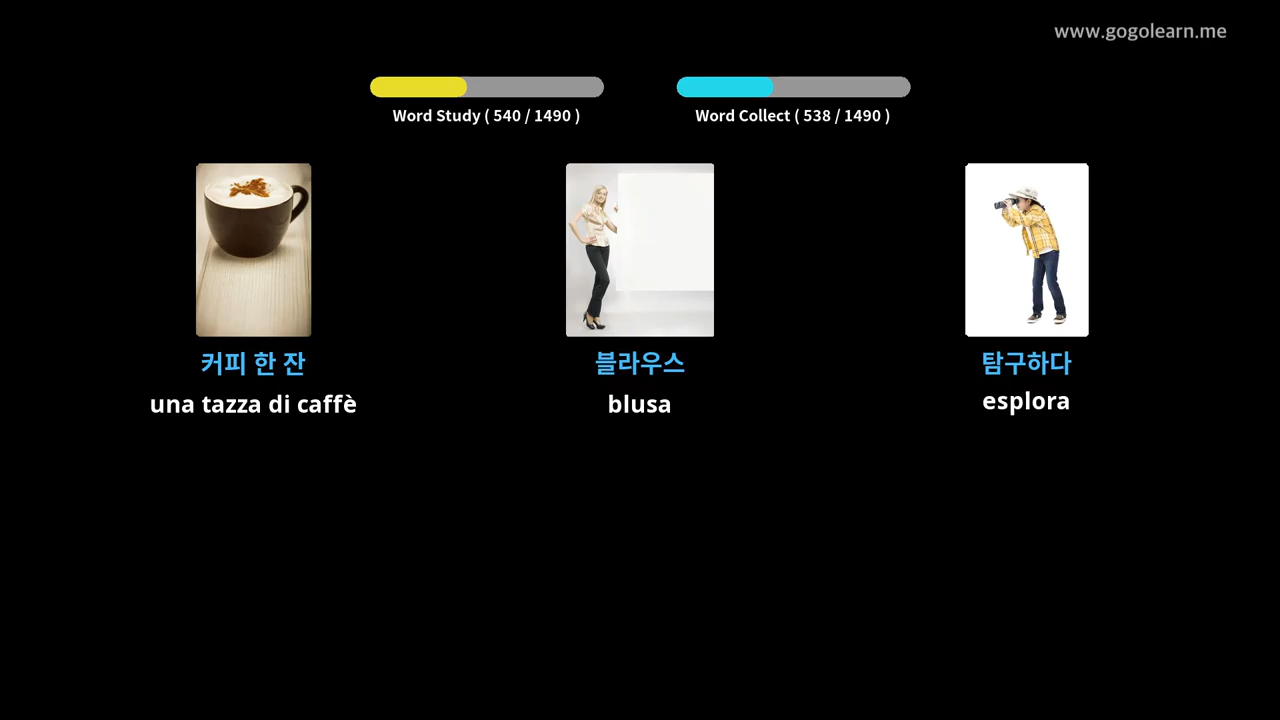 www.gogolearn.me
Word Study ( 540 / 1490 )
Word Collect ( 538 / 1490 )
커피 한 잔
블라우스
탐구하다
una tazza di caffè
blusa
esplora